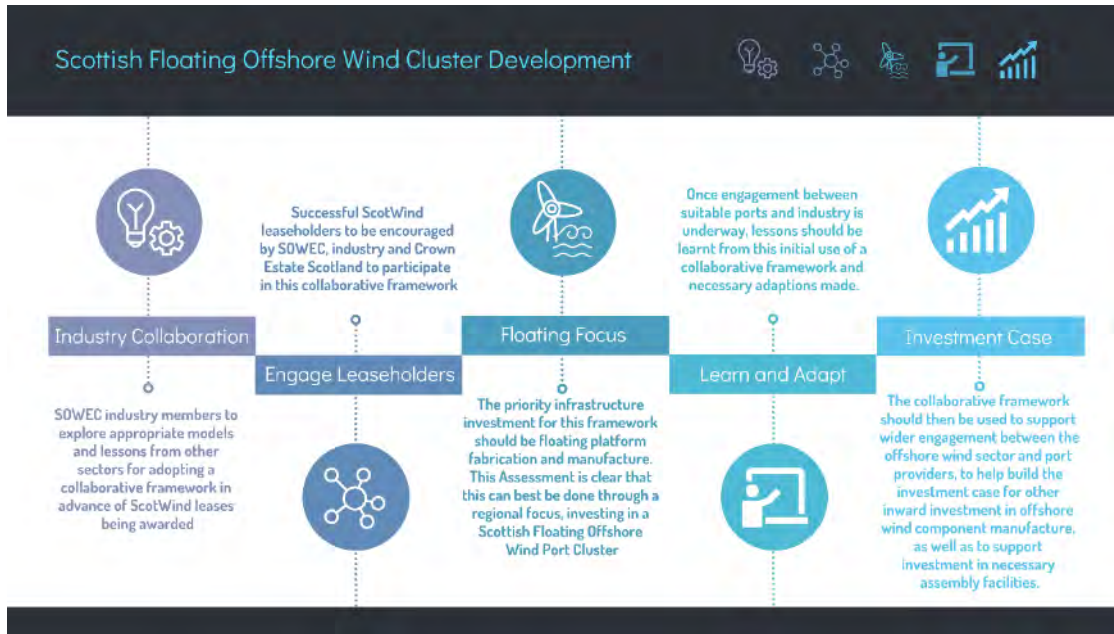 Scottish Floating Offshore Wind Cluster Development
Industry Collaboration
SOWEC industry members to
explore appropriate models
and lessons from other
sectors for adopting a
collaborative framework in
advance of ScotWind leases
being awarded
Successful ScotWind
leaseholders to be encouraged
by SOWEC, industry and Crown
Estate Scotland to participate
in this collaborative framework
Engage Leaseholders
Floating Focus
The priority infrastructure
investment for this framework
should be floating platform
fabrication and manufacture.
This Assessment is clear that
this can best be done through a
regional focus, investing in a
Scottish Floating Offshore
Wind Port Cluster
Once engagement between
suitable ports and industry is
underway, lessons should be
learnt from this initial use of a
collaborative framework and
necessary adaptions made.
Learn and Adapt
Investment Case
The collaborative framework
should then be used to support
wider engagement between the
offshore wind sector and port
providers, to help build the
investment case for other
inward investment in offshore
wind component manufacture,
as well as to support
investment in necessary
assembly facilities.